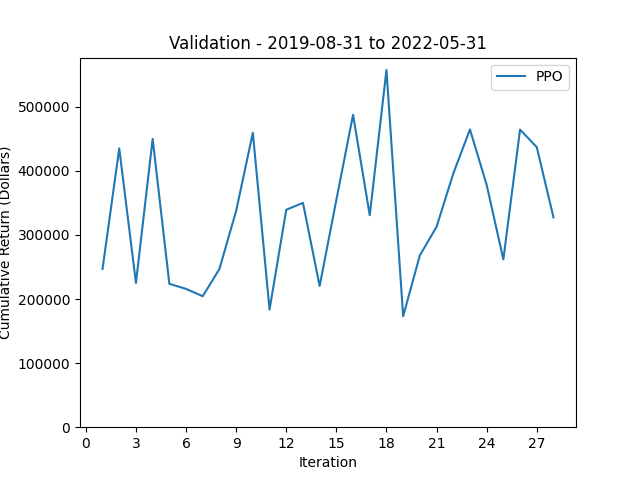 Validation - 2019-08-31 to 2022-05-31
PPO
Cumulative Return (Dollars)
500000
400000
300000
200000
100000
0
0 3 6 9 12 15 18 21 24 27
Iteration